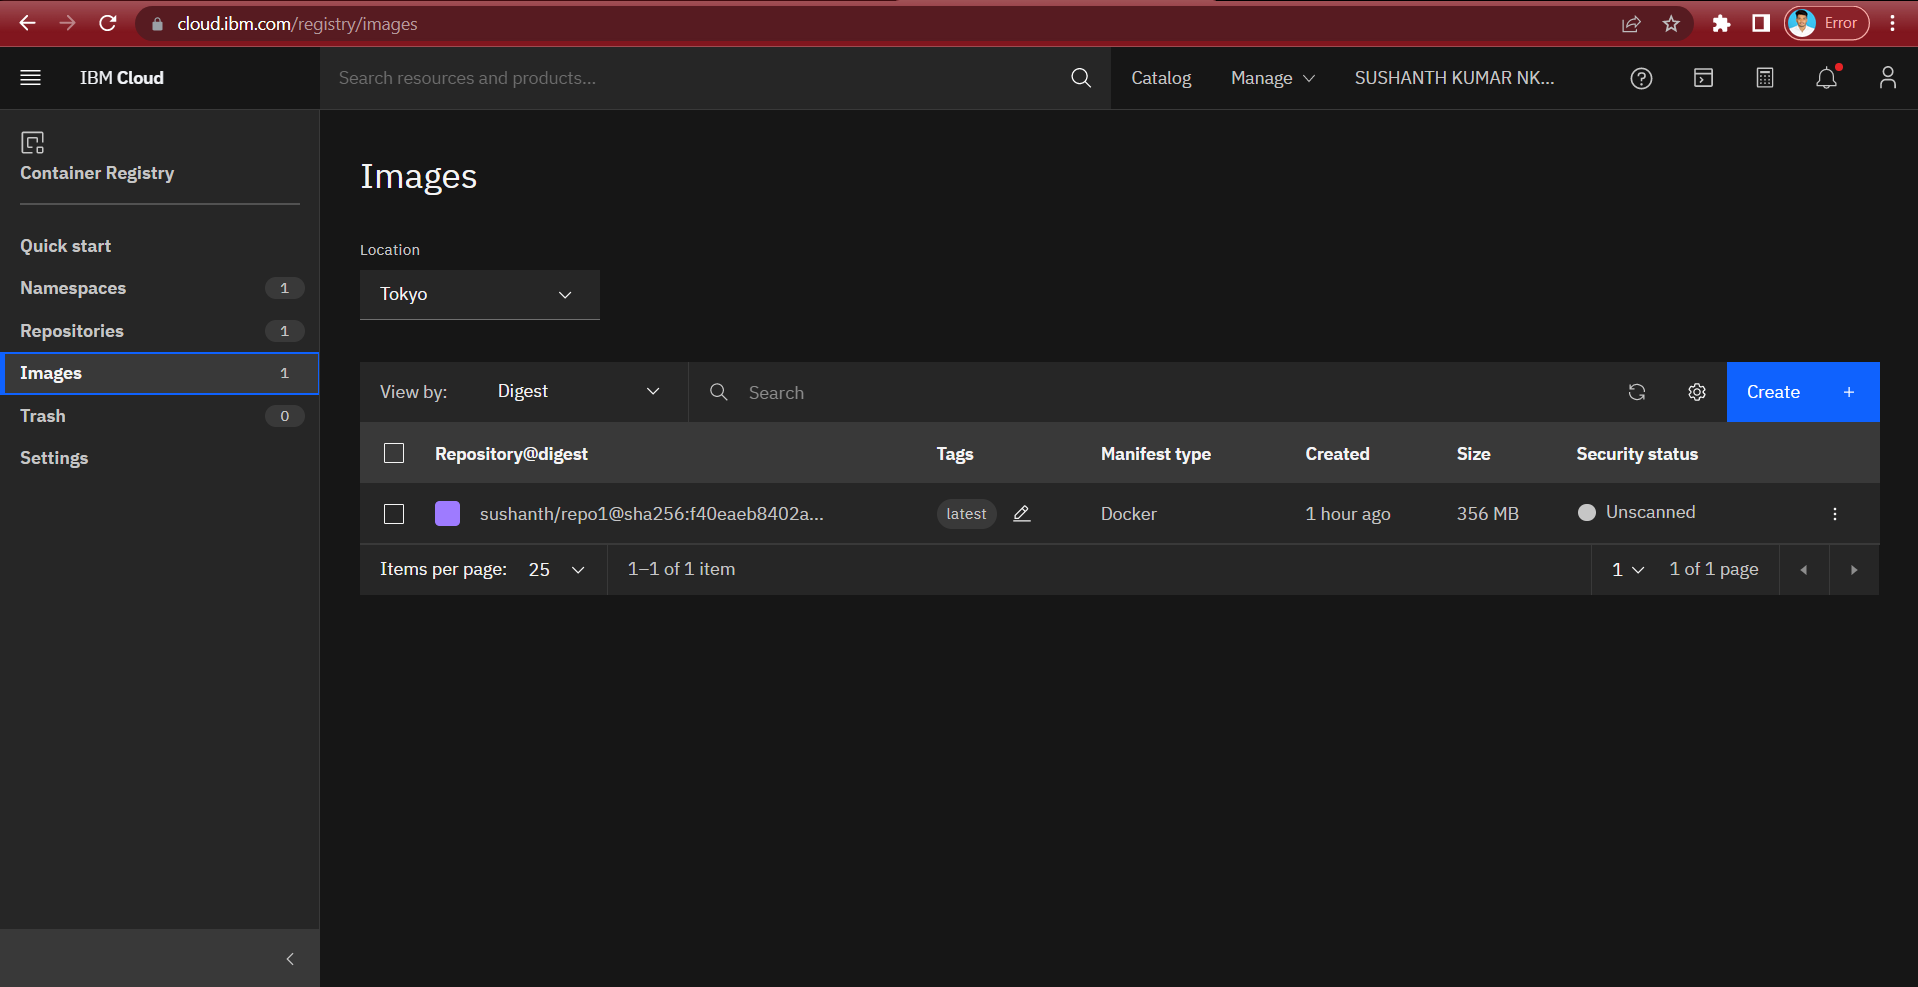 cloud.ibm.com/registry/images
Error
IBM Cloud
Search resources and products...
Catalog
Manage
SUSHANTH KUMAR NK...
Container Registry
Quick start
Namespaces 1
Repositories 1
Images 1
Trash 0
Settings
Images
Location
Tokyo
View by: Digest
Search
Create +
Repository@digest Tags Manifest type Created Size Security status
sushanth/repo1@sha256:f40eaeb8402a... latest Docker 1 hour ago 356 MB Unscanned
Items per page: 25 1–1 of 1 item 1 1 of 1 page